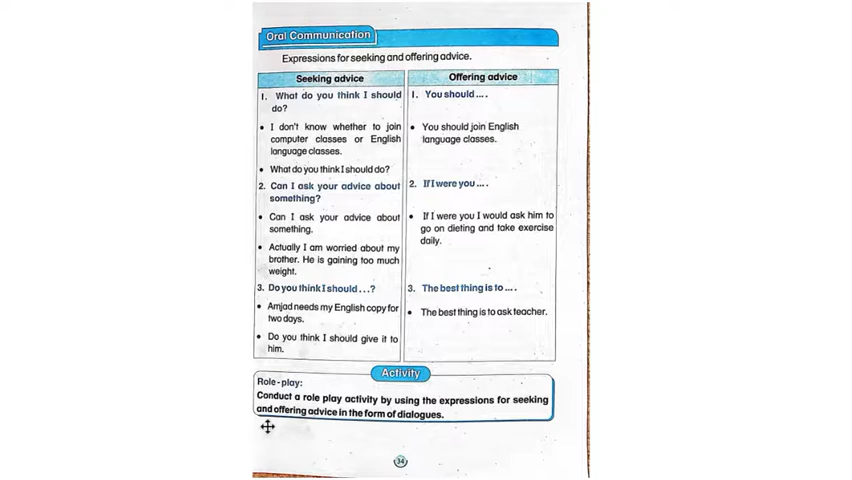 Oral Communication
Expressions for seeking and offering advice.
Seeking advice
1. What do you think I should
do?
• I don't know whether to join
computer classes or English
language classes.
• What do you think I should do?
2. Can I ask your advice about
something?
• Can I ask your advice about
something.
• Actually I am worried about my
brother. He is gaining too much
weight.
3. Do you think I should...?
• Amjad needs my English copy for
two days.
• Do you think I should give it to
him.
Offering advice
1. You should ....
• You should join English
language classes.
2. If I were you ....
• If I were you I would ask him to
go on dieting and take exercise
daily.
3. The best thing is to ....
• The best thing is to ask teacher.
Activity
Role-play:
Conduct a role play activity by using the expressions for seeking
and offering advice in the form of dialogues.
34